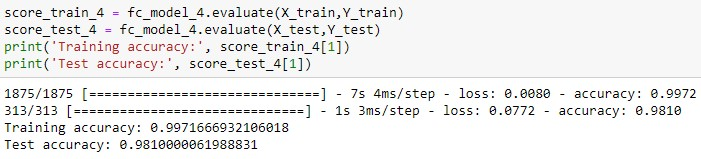 score_train_4 = fc_model_4.evaluate(X_train,Y_train)
score_test_4 = fc_model_4.evaluate(X_test,Y_test)
print('Training accuracy:', score_train_4[1])
print('Test accuracy:', score_test_4[1])
1875/1875 [==============================] - 7s 4ms/step - loss: 0.0080 - accuracy: 0.9972
313/313 [==============================] - 1s 3ms/step - loss: 0.0772 - accuracy: 0.9810
Training accuracy: 0.9971666932106018
Test accuracy: 0.9810000061988831